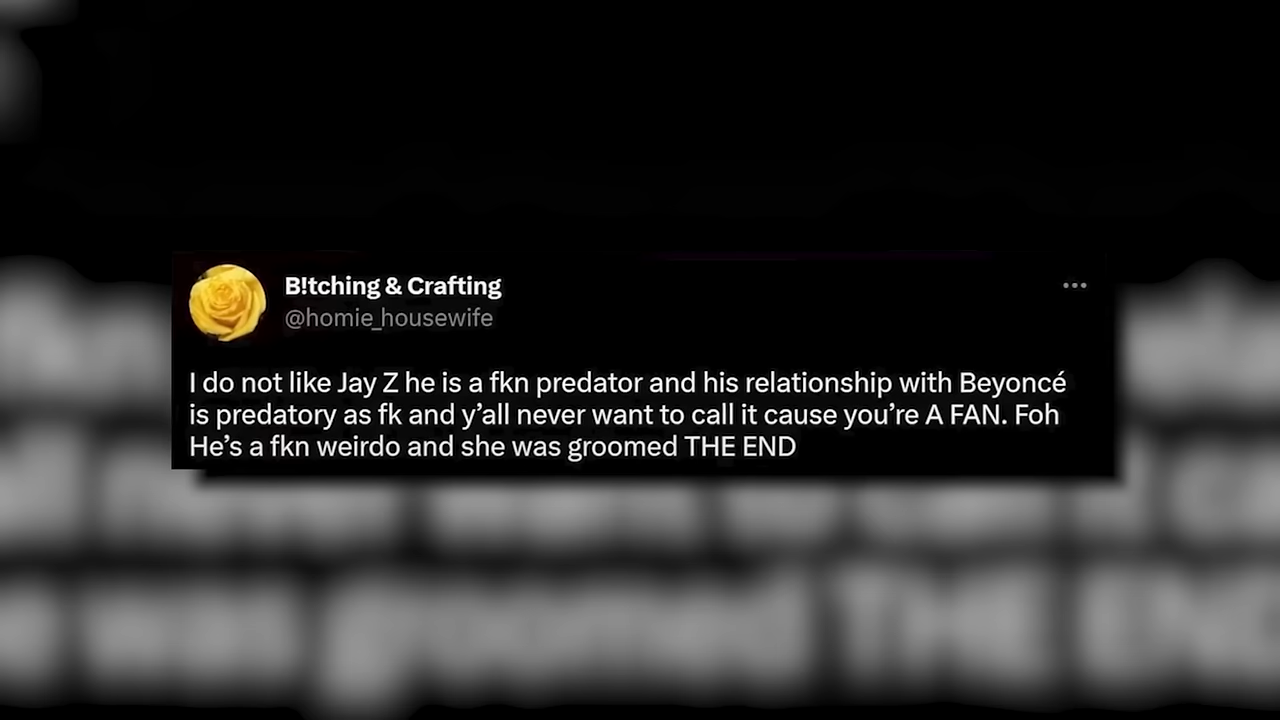 B!tching & Crafting
@homie_housewife
I do not like Jay Z he is a fkn predator and his relationship with Beyoncé
is predatory as fk and y’all never want to call it cause you’re A FAN. Foh
He’s a fkn weirdo and she was groomed THE END